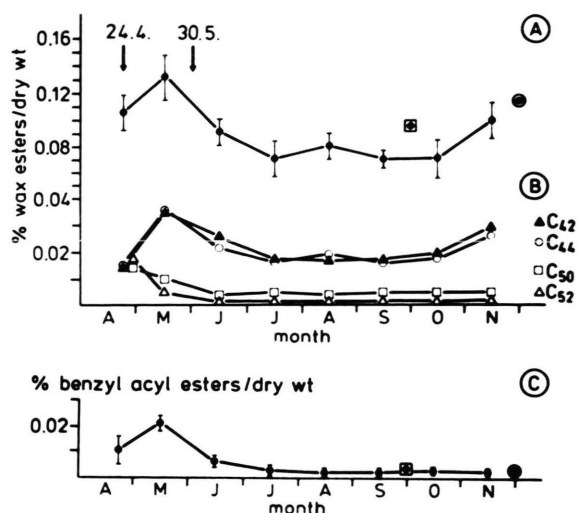 24.4. 30.5. A
0.16
0.12
0.08
% wax esters/dry wt
0.04
0.02
B
C42
C44
C50
C52
A M J J A S O N
month
% benzyl acyl esters/dry wt C
0.02
A M J J A S O N
month